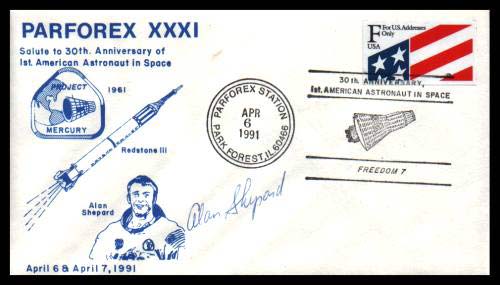 PARFOREX XXXI
Salute to 30th. Anniversary of
1st. American Astronaut in Space
PROJECT
MERCURY
1961
Redstone III
Alan
Shepard
April 6 & April 7, 1991
Alan Shepard
PARFOREX STATION
APR
6
1991
PARK FOREST, IL 60466
F
For U.S. Addresses
Only
USA
30th ANNIVERSARY,
1st. AMERICAN ASTRONAUT IN SPACE
FREEDOM 7